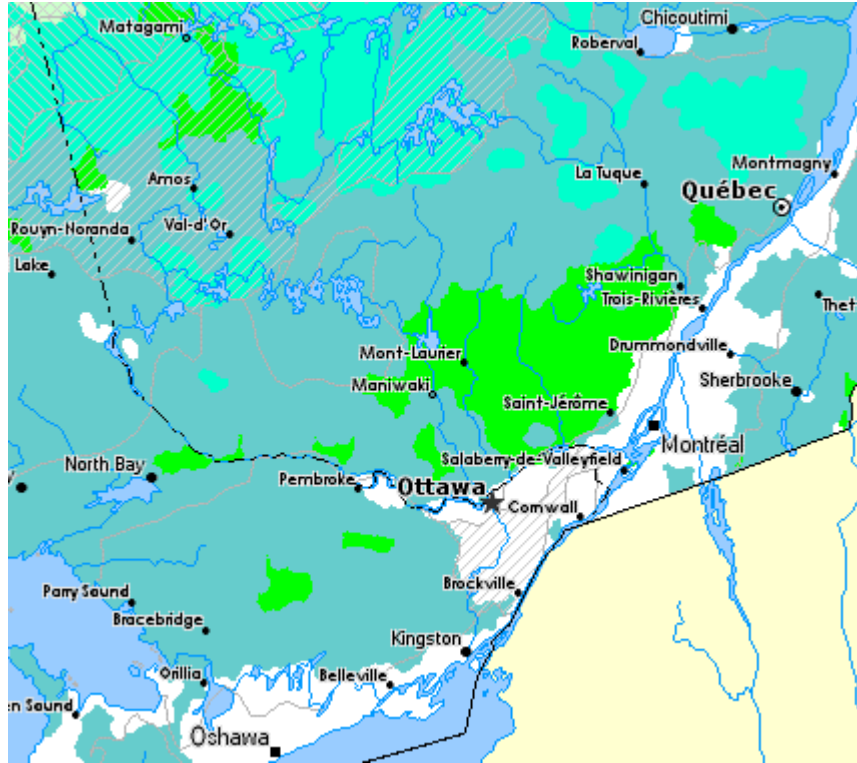 Chicoutimi
Matagami
Roberval
Montmagny
La Tuque
Amos
Québec
Val-d'Or
Rouyn-Noranda
Lake
Shawinigan
Trois-Rivières
Thet
Drummondville
Mont-Laurier
Maniwaki
Sherbrooke
Saint-Jérôme
Montréal
Salaberry-de-Valleyfield
North Bay
y
Pembroke
Ottawa
Cornwall
Parry Sound
Brockville
Bracebridge
Kingston
Orillia
Belleville
en Sound
Oshawa